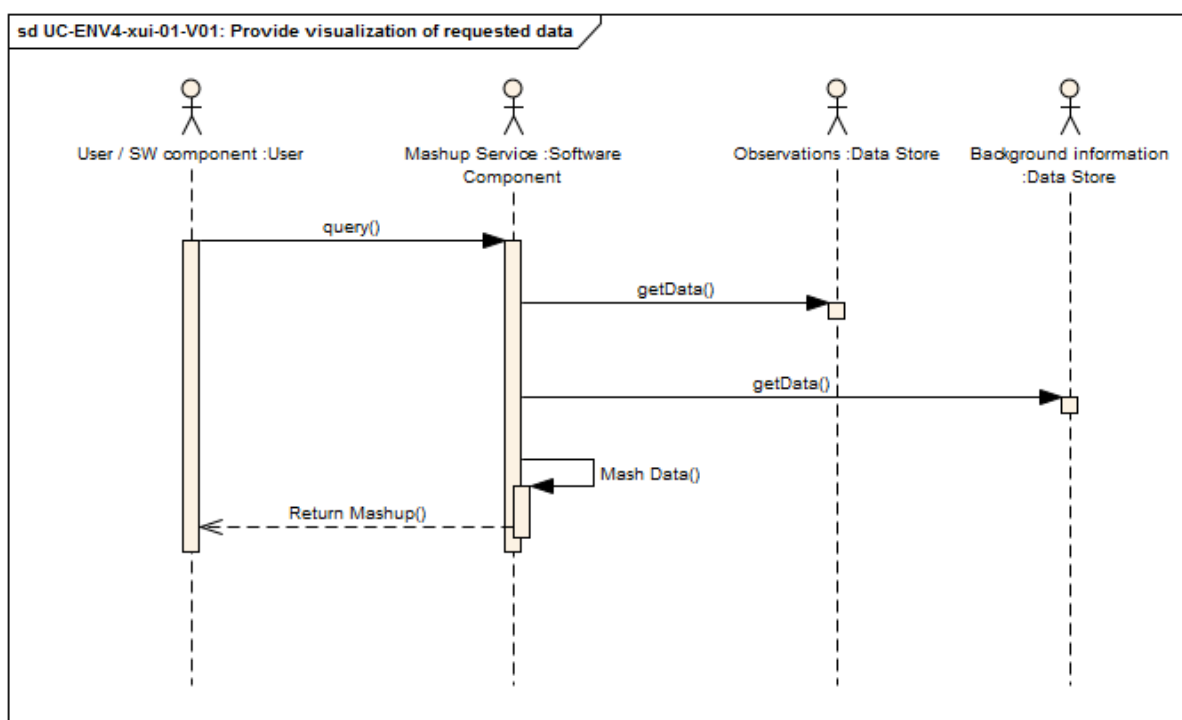 sd UC-ENV4-xui-01-V01: Provide visualization of requested data
User / SW component :User
Mashup Service :Software
Component
Observations :Data Store
Background information
:Data Store
query()
getData()
getData()
Mash Data()
Return Mashup()